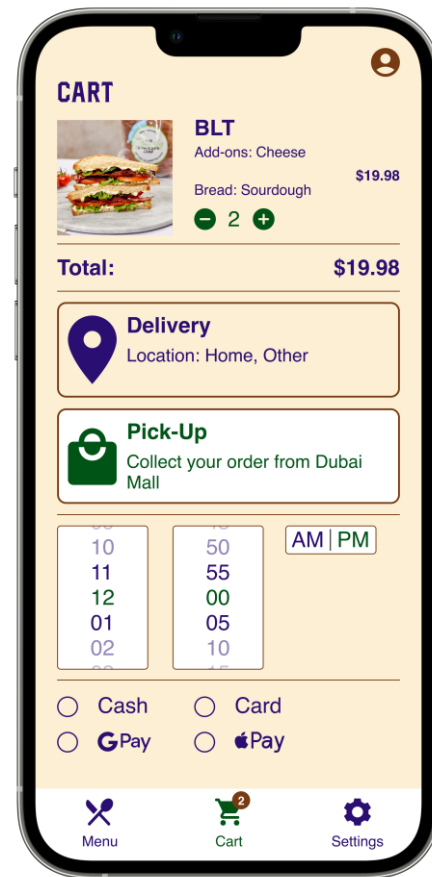 CART
BLT
Add-ons: Cheese
$19.98
Bread: Sourdough
2
Total:
$19.98
Delivery
Location: Home, Other
Pick-Up
Collect your order from Dubai
Mall
10 50 AM|PM
11 55
12 00
01 05
02 10
Cash Card
GPay Pay
2
Menu Cart Settings